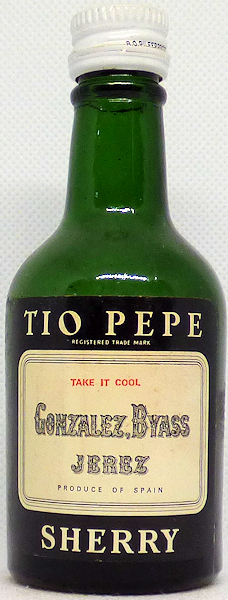 TIO PEPE
REGISTERED TRADE MARK
TAKE IT COOL
GONZALEZ, BYASS
JEREZ
PRODUCE OF SPAIN
SHERRY